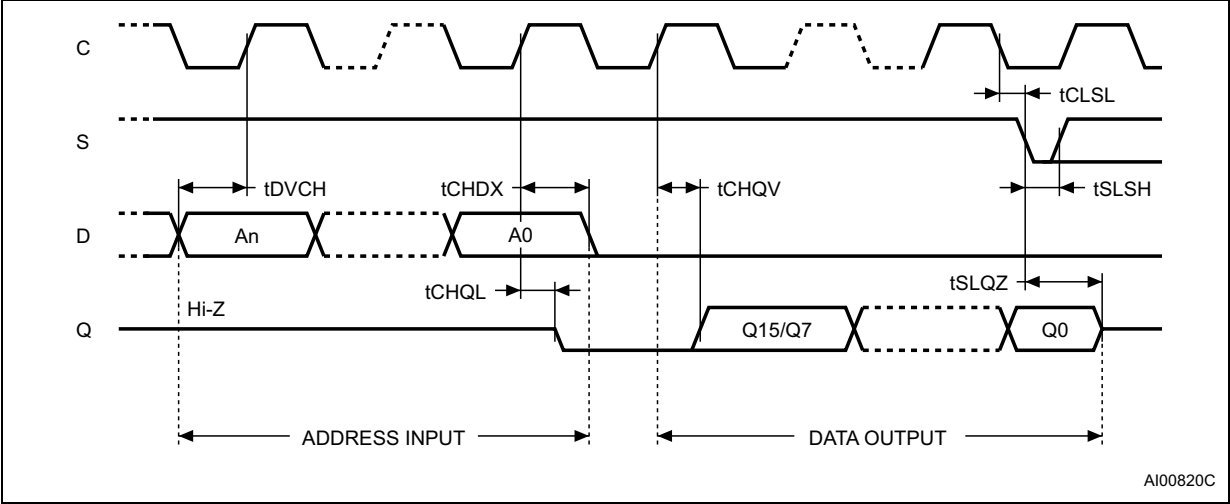 C
tCLSL
S
tDVCH
tCHDX
tCHQV
tSLSH
D
An
A0
tCHQL
tSLQZ
Hi-Z
Q
Q15/Q7
Q0
ADDRESS INPUT
DATA OUTPUT
AI00820C